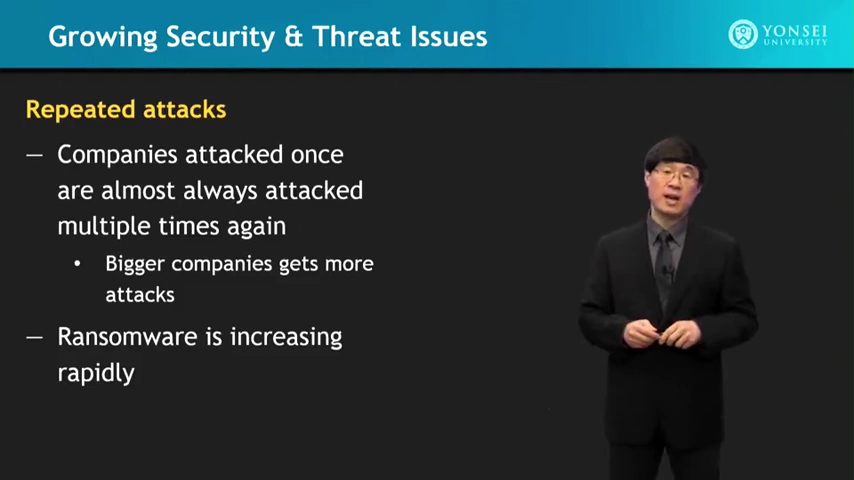 Growing Security & Threat Issues
YONSEI
UNIVERSITY
Repeated attacks
— Companies attacked once
are almost always attacked
multiple times again
• Bigger companies gets more
attacks
— Ransomware is increasing
rapidly